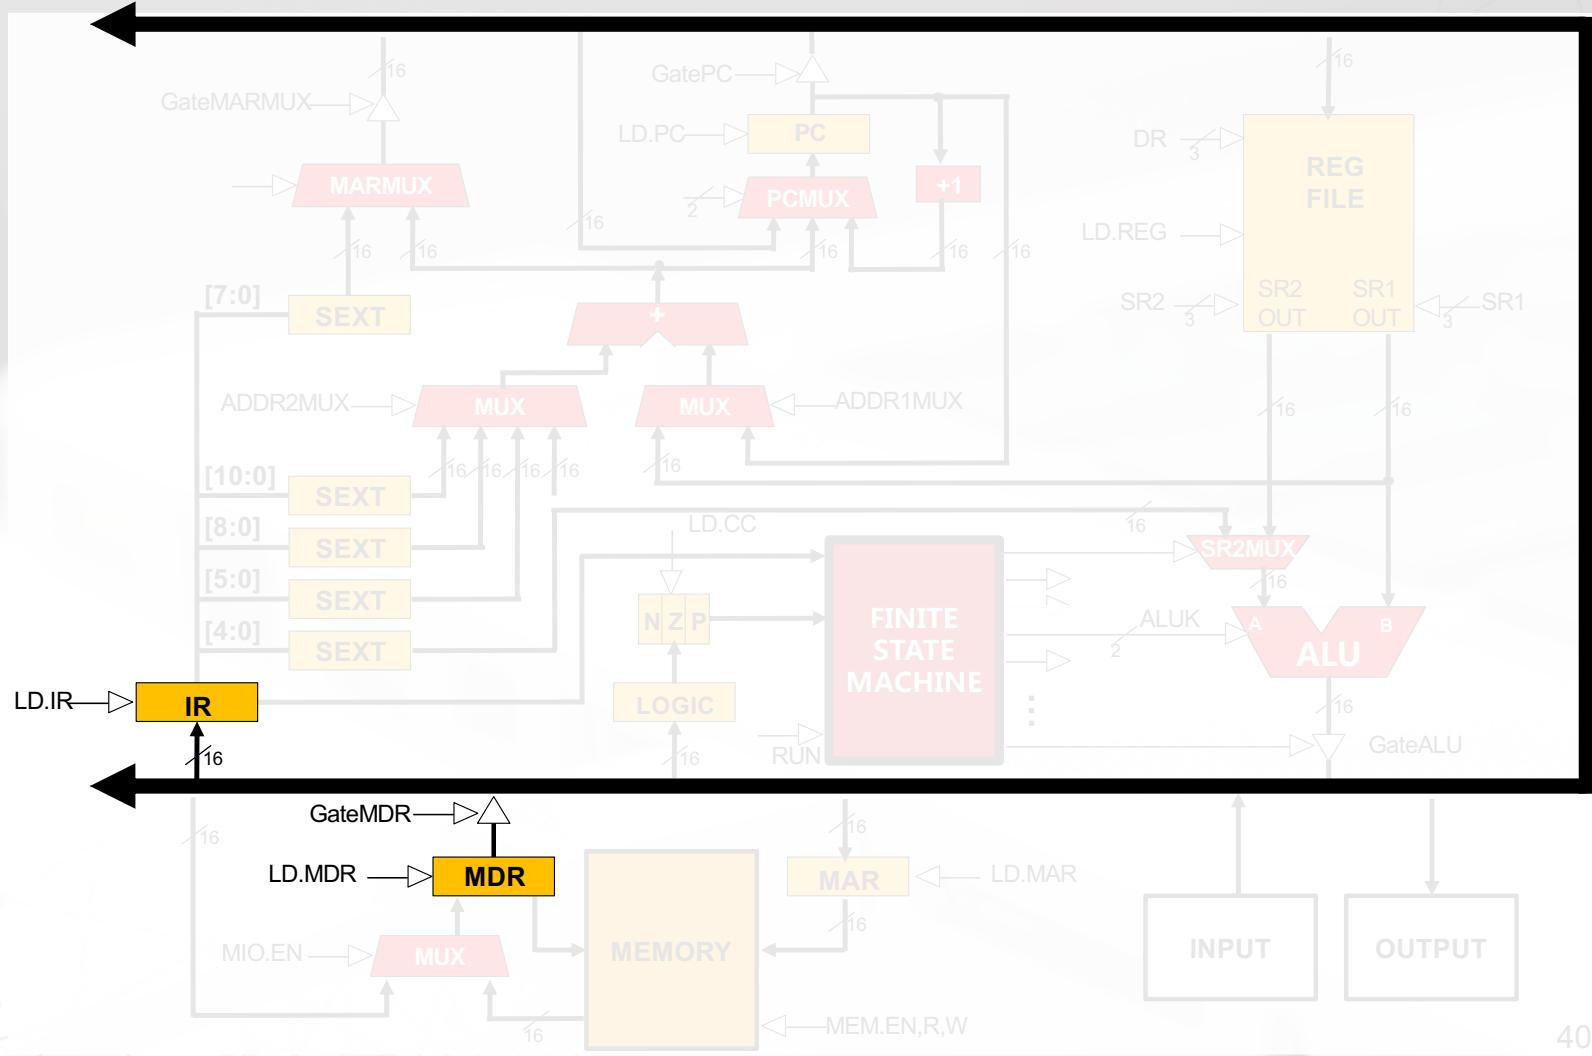 16
GatePC
16
GateMARMUX
LD.PC
PC
DR
3
REG
FILE
MARMUX
2
PCMUX
+1
16
LD.REG
16
16
16
16
16
[7:0]
SEXT
+
SR2
3
SR2
OUT
SR1
OUT
3
SR1
ADDR2MUX
MUX
MUX
ADDR1MUX
16
16
[10:0]
SEXT
16
16
16
16
16
[8:0]
SEXT
LD.CC
16
SR2MUX
[5:0]
SEXT
16
[4:0]
SEXT
N Z P
FINITE
STATE
MACHINE
ALUK
2
A
B
ALU
LD.IR
IR
LOGIC
16
16
16
RUN
GateALU
GateMDR
16
16
LD.MDR
MDR
MAR
LD.MAR
16
MIO.EN
MUX
MEMORY
INPUT
OUTPUT
16
MEM.EN,R,W
40